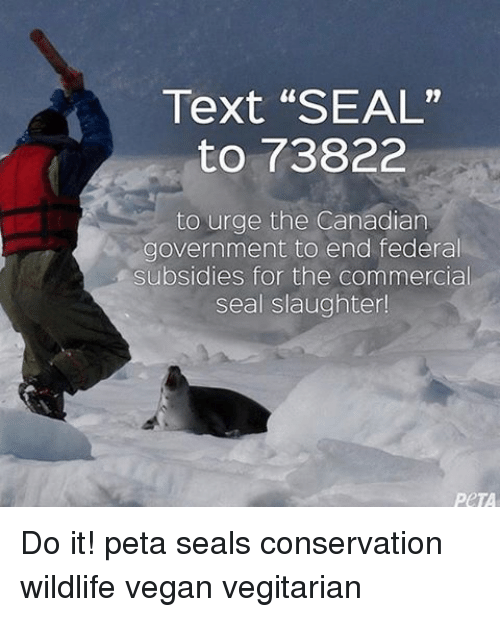 Text “SEAL”
to 73822
to urge the Canadian
government to end federal
subsidies for the commercial
seal slaughter!
PeTA
Do it! peta seals conservation
wildlife vegan vegitarian